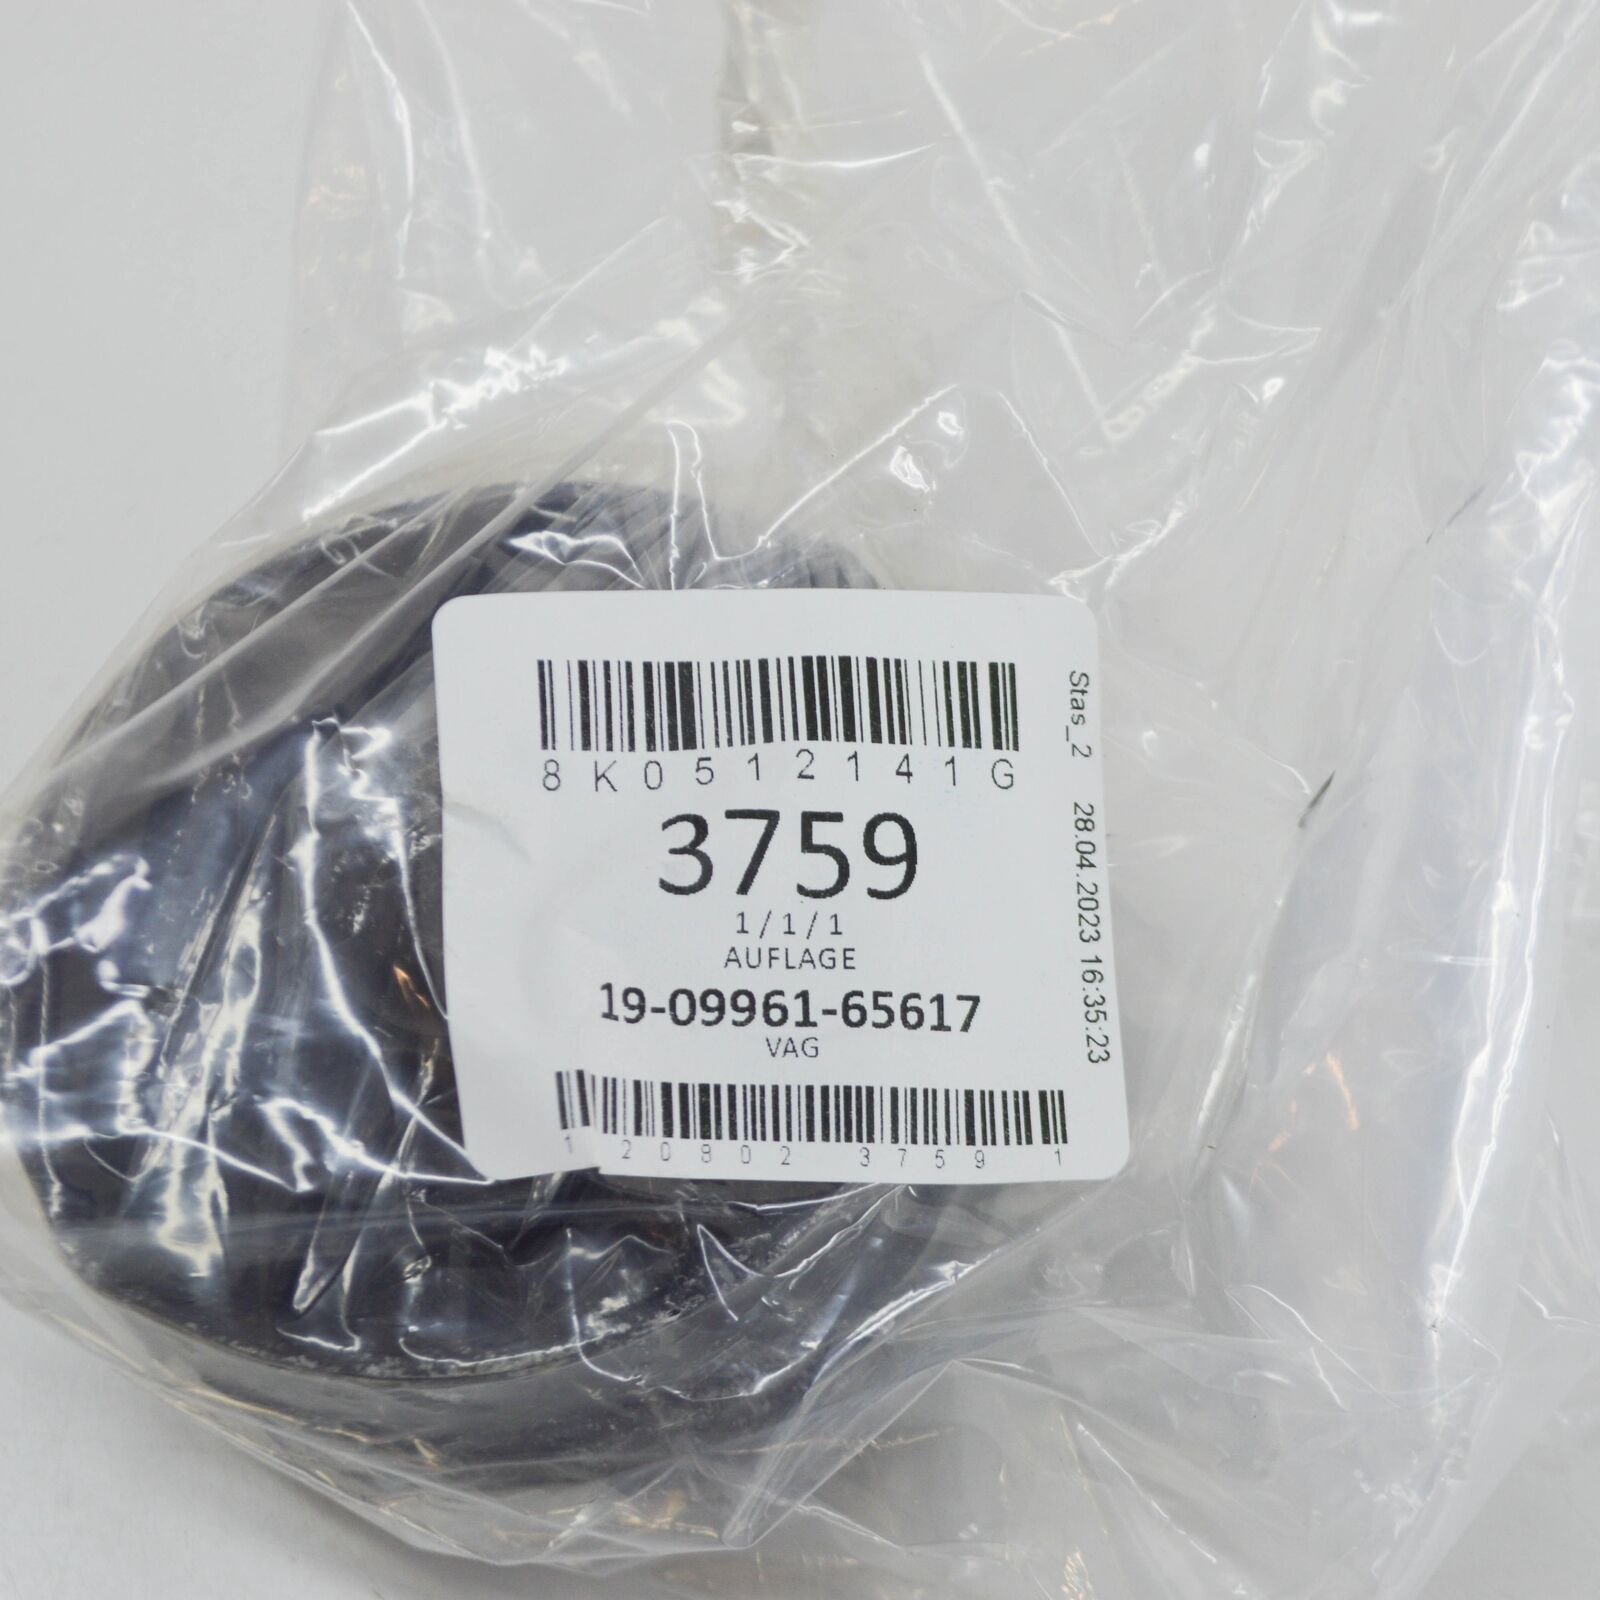 8K0512141G
3759
1/1/1
AUFLAGE
19-09961-65617
VAG
1 20802 3759 1
Stas_2 28.04.2023 16:35:23